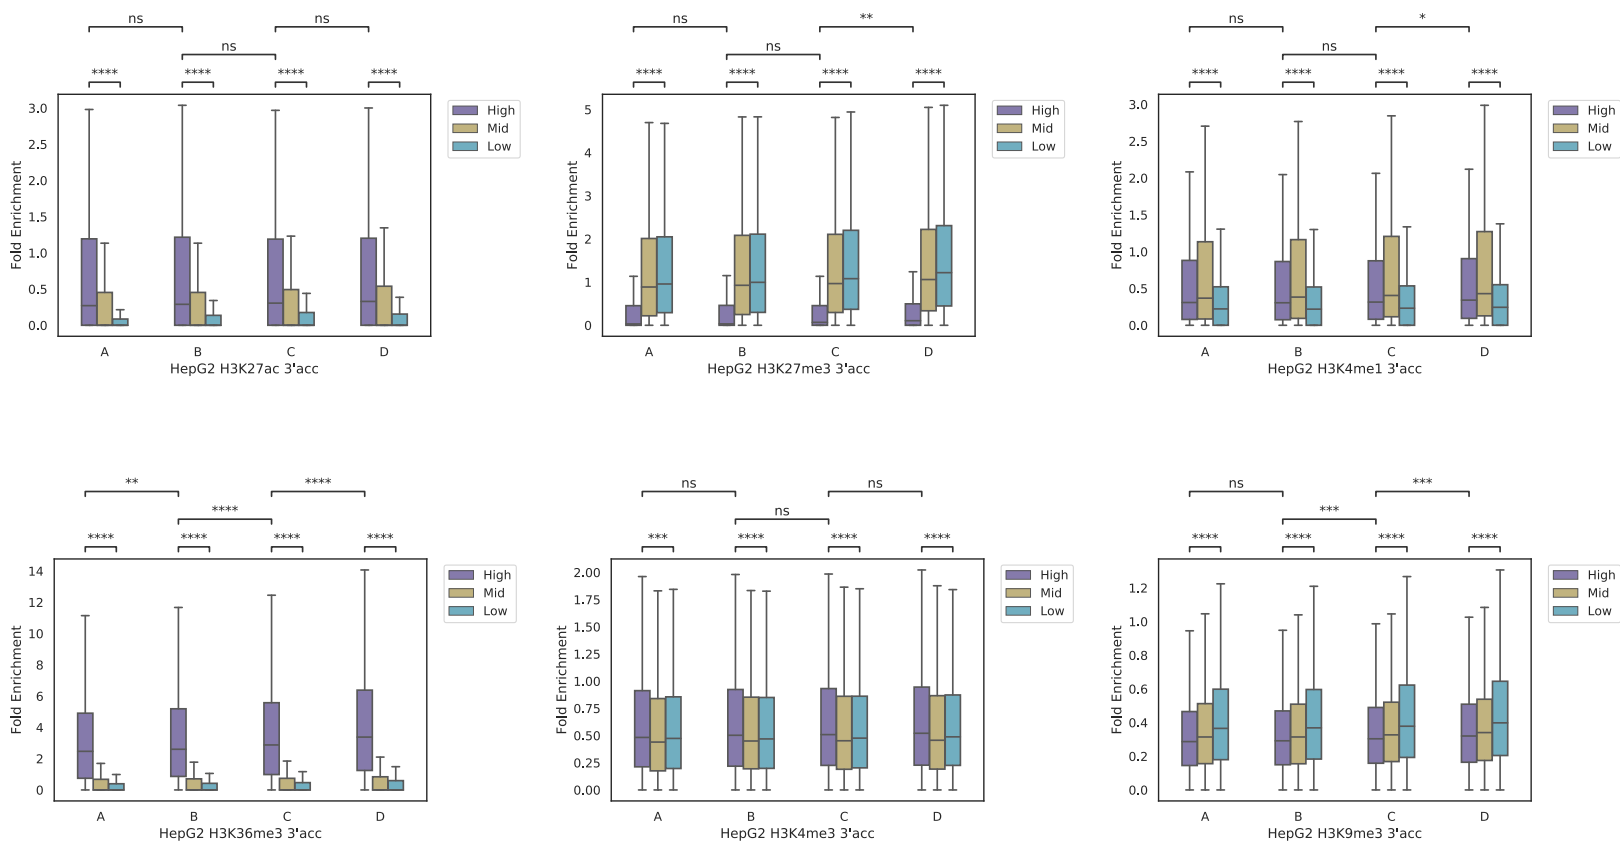 ns ns
ns
**** **** **** ****
3.0
2.5
2.0
1.5
1.0
0.5
0.0
Fold Enrichment
High
Mid
Low
A B C D
HepG2 H3K27ac 3'acc
ns **
ns
**** **** **** ****
5
4
3
2
1
0
Fold Enrichment
High
Mid
Low
A B C D
HepG2 H3K27me3 3'acc
ns *
ns
**** **** **** ****
3.0
2.5
2.0
1.5
1.0
0.5
0.0
Fold Enrichment
High
Mid
Low
A B C D
HepG2 H3K4me1 3'acc
** ****
****
**** **** **** ****
14
12
10
8
6
4
2
0
Fold Enrichment
High
Mid
Low
A B C D
HepG2 H3K36me3 3'acc
ns ns
ns
*** **** **** ****
2.00
1.75
1.50
1.25
1.00
0.75
0.50
0.25
0.00
Fold Enrichment
High
Mid
Low
A B C D
HepG2 H3K4me3 3'acc
ns ***
***
**** **** **** ****
1.2
1.0
0.8
0.6
0.4
0.2
0.0
Fold Enrichment
High
Mid
Low
A B C D
HepG2 H3K9me3 3'acc